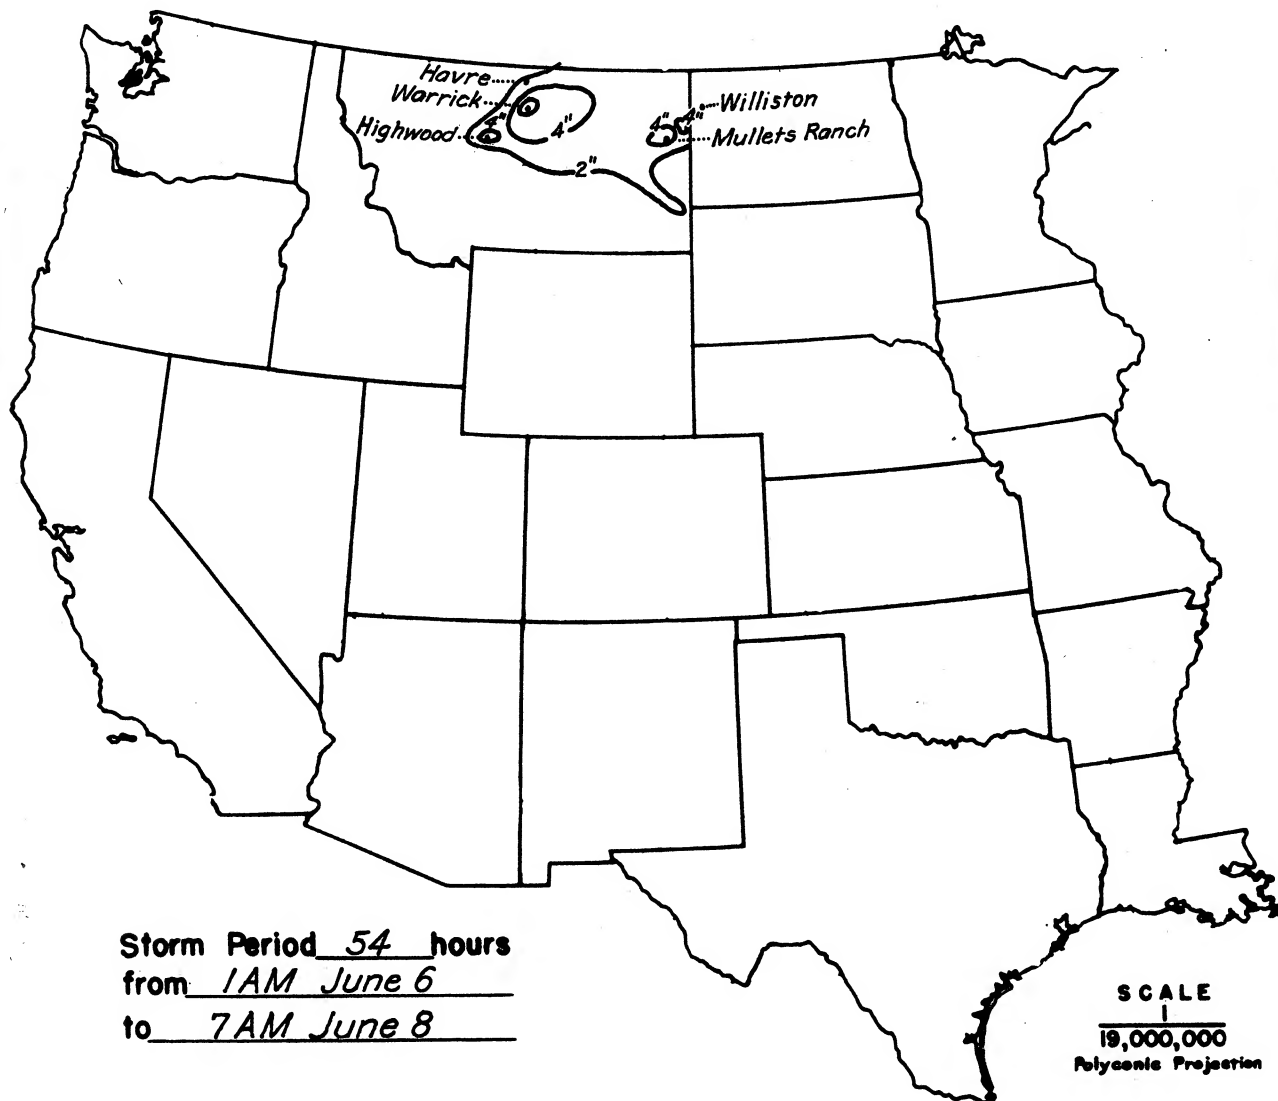 Havre
Warrick
Highwood
4"
4"
2"
4"
4"
Williston
Mullets Ranch
Storm Period 54 hours
from 1AM June 6
to 7AM June 8
SCALE
1
19,000,000
Polyconic Projection